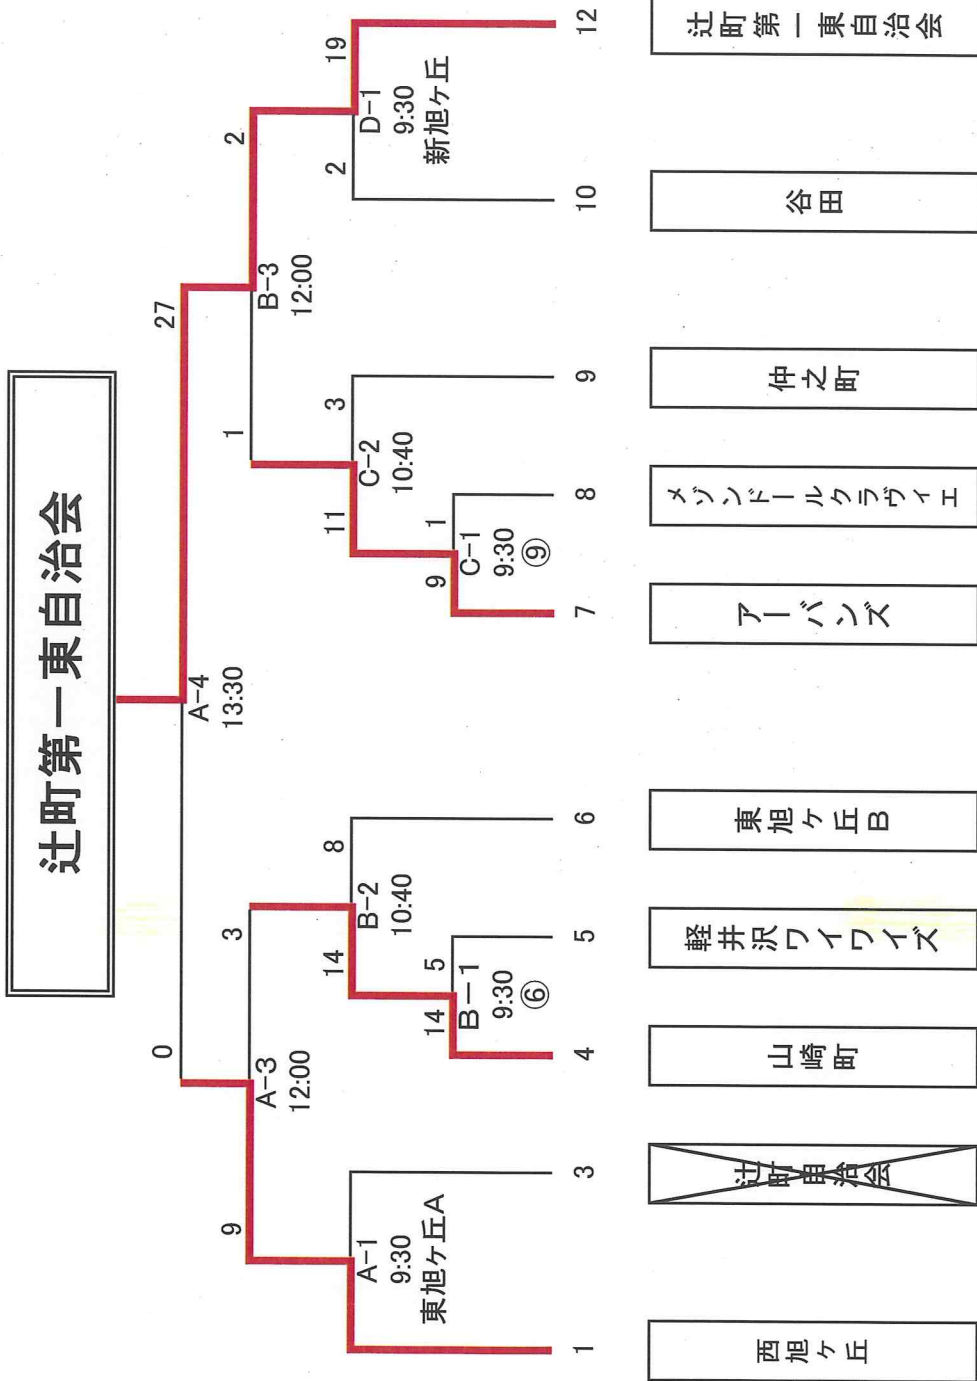 辻町第一東自治会
A-4
13:30
0
27
A-3
12:00
9
3
B-3
12:00
1
2
A-1
9:30
東旭ヶ丘A
B-2
10:40
14
8
C-2
10:40
11
3
D-1
9:30
新旭ヶ丘
2
19
B-1
9:30
⑥
14
5
C-1
9:30
⑨
9
1
1
3
4
5
6
7
8
9
10
12
西旭ヶ丘
辻町自治会
山崎町
軽井沢ワイワイズ
東旭ヶ丘B
アーバンズ
メゾンドールクラヴィエ
仲之町
谷田
辻町第一東自治会